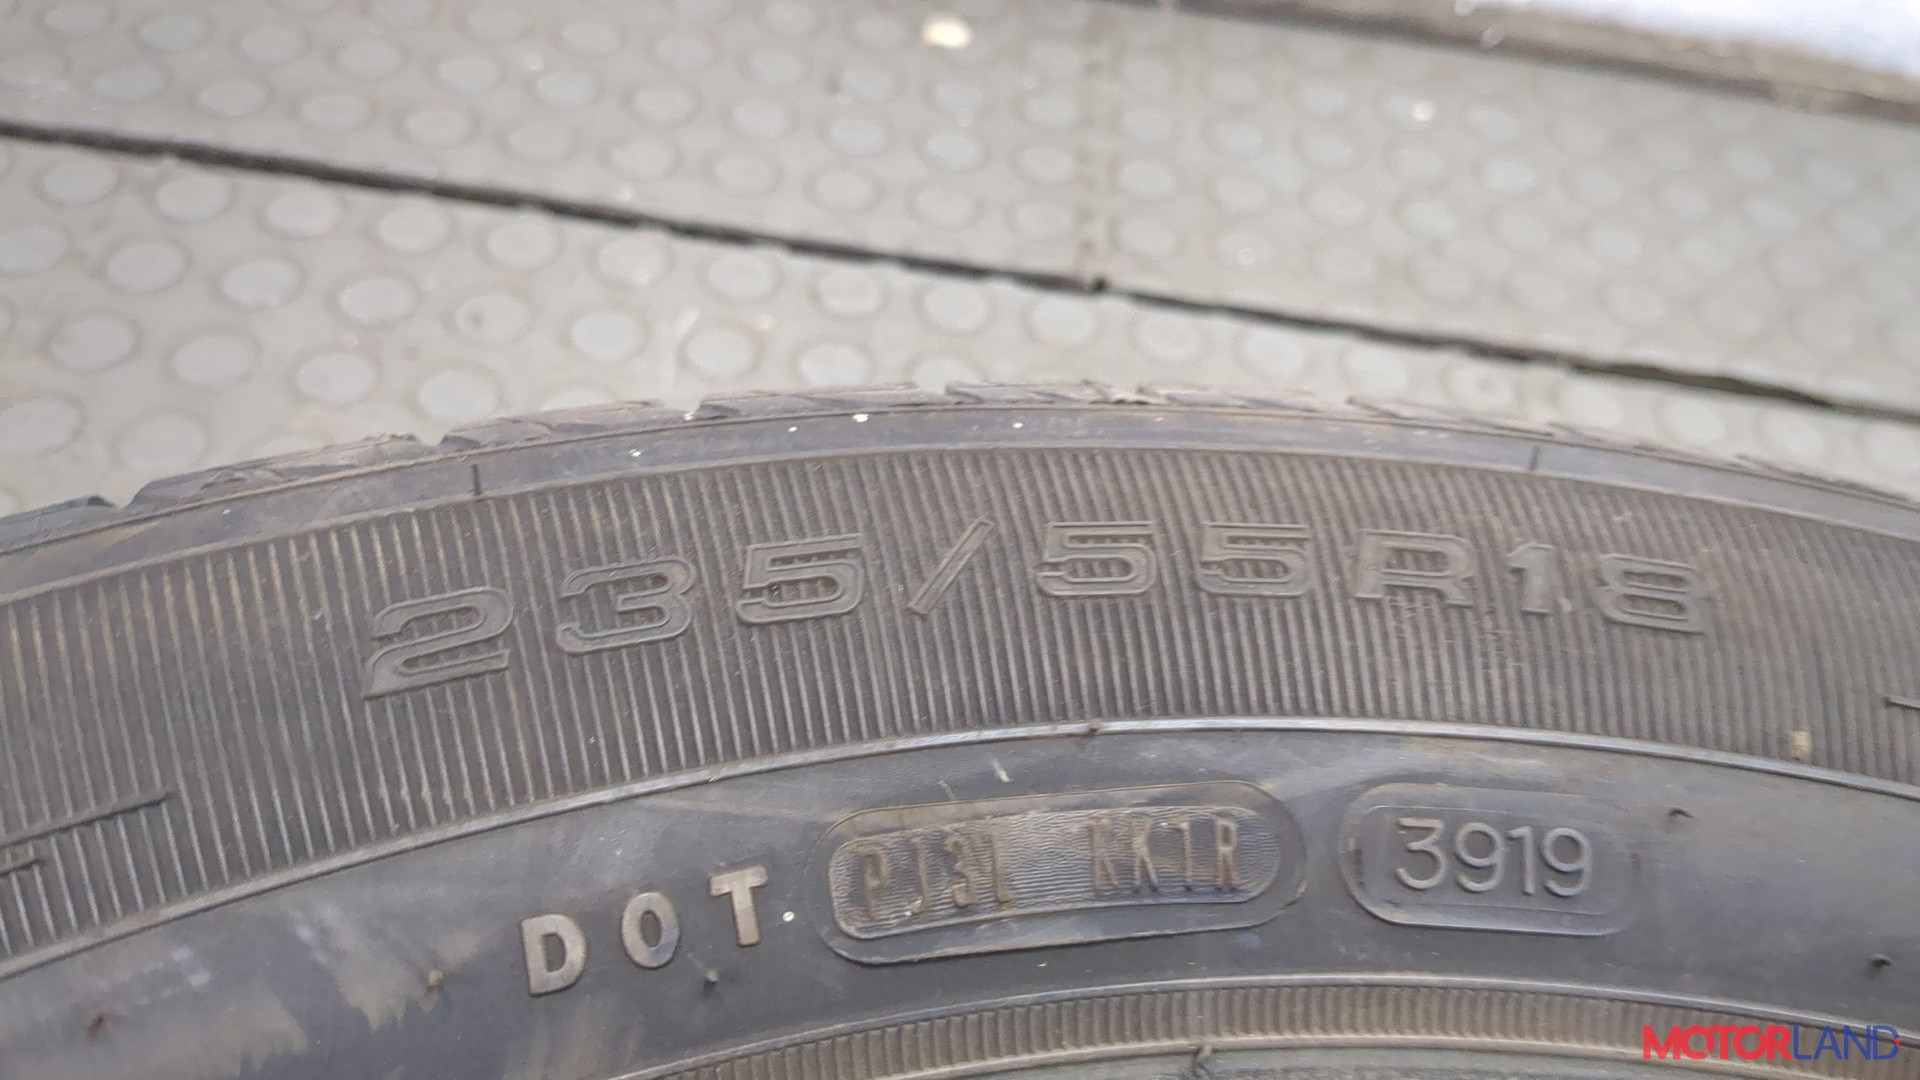 235/55R18
DOT PJ3L KK1R 3919
MOTORLAND